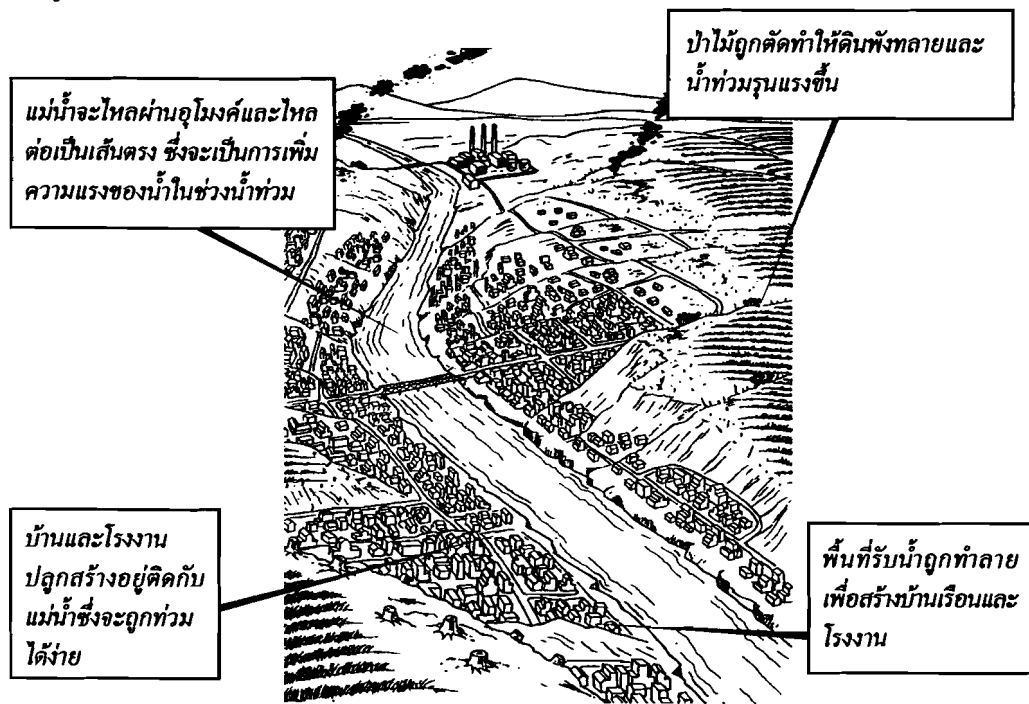 ป่าไม้ถูกตัดทำให้ดินพังทลายและ
น้ำท่วมรุนแรงขึ้น
แม่น้ำจะไหลผ่านอุโมงค์และไหล
ต่อเป็นเส้นตรง ซึ่งจะเป็นการเพิ่ม
ความแรงของน้ำในช่วงน้ำท่วม
บ้านและโรงงาน
ปลูกสร้างอยู่ติดกับ
แม่น้ำซึ่งจะถูกท่วม
ได้ง่าย
พื้นที่รับน้ำถูกทำลาย
เพื่อสร้างบ้านเรือนและ
โรงงาน